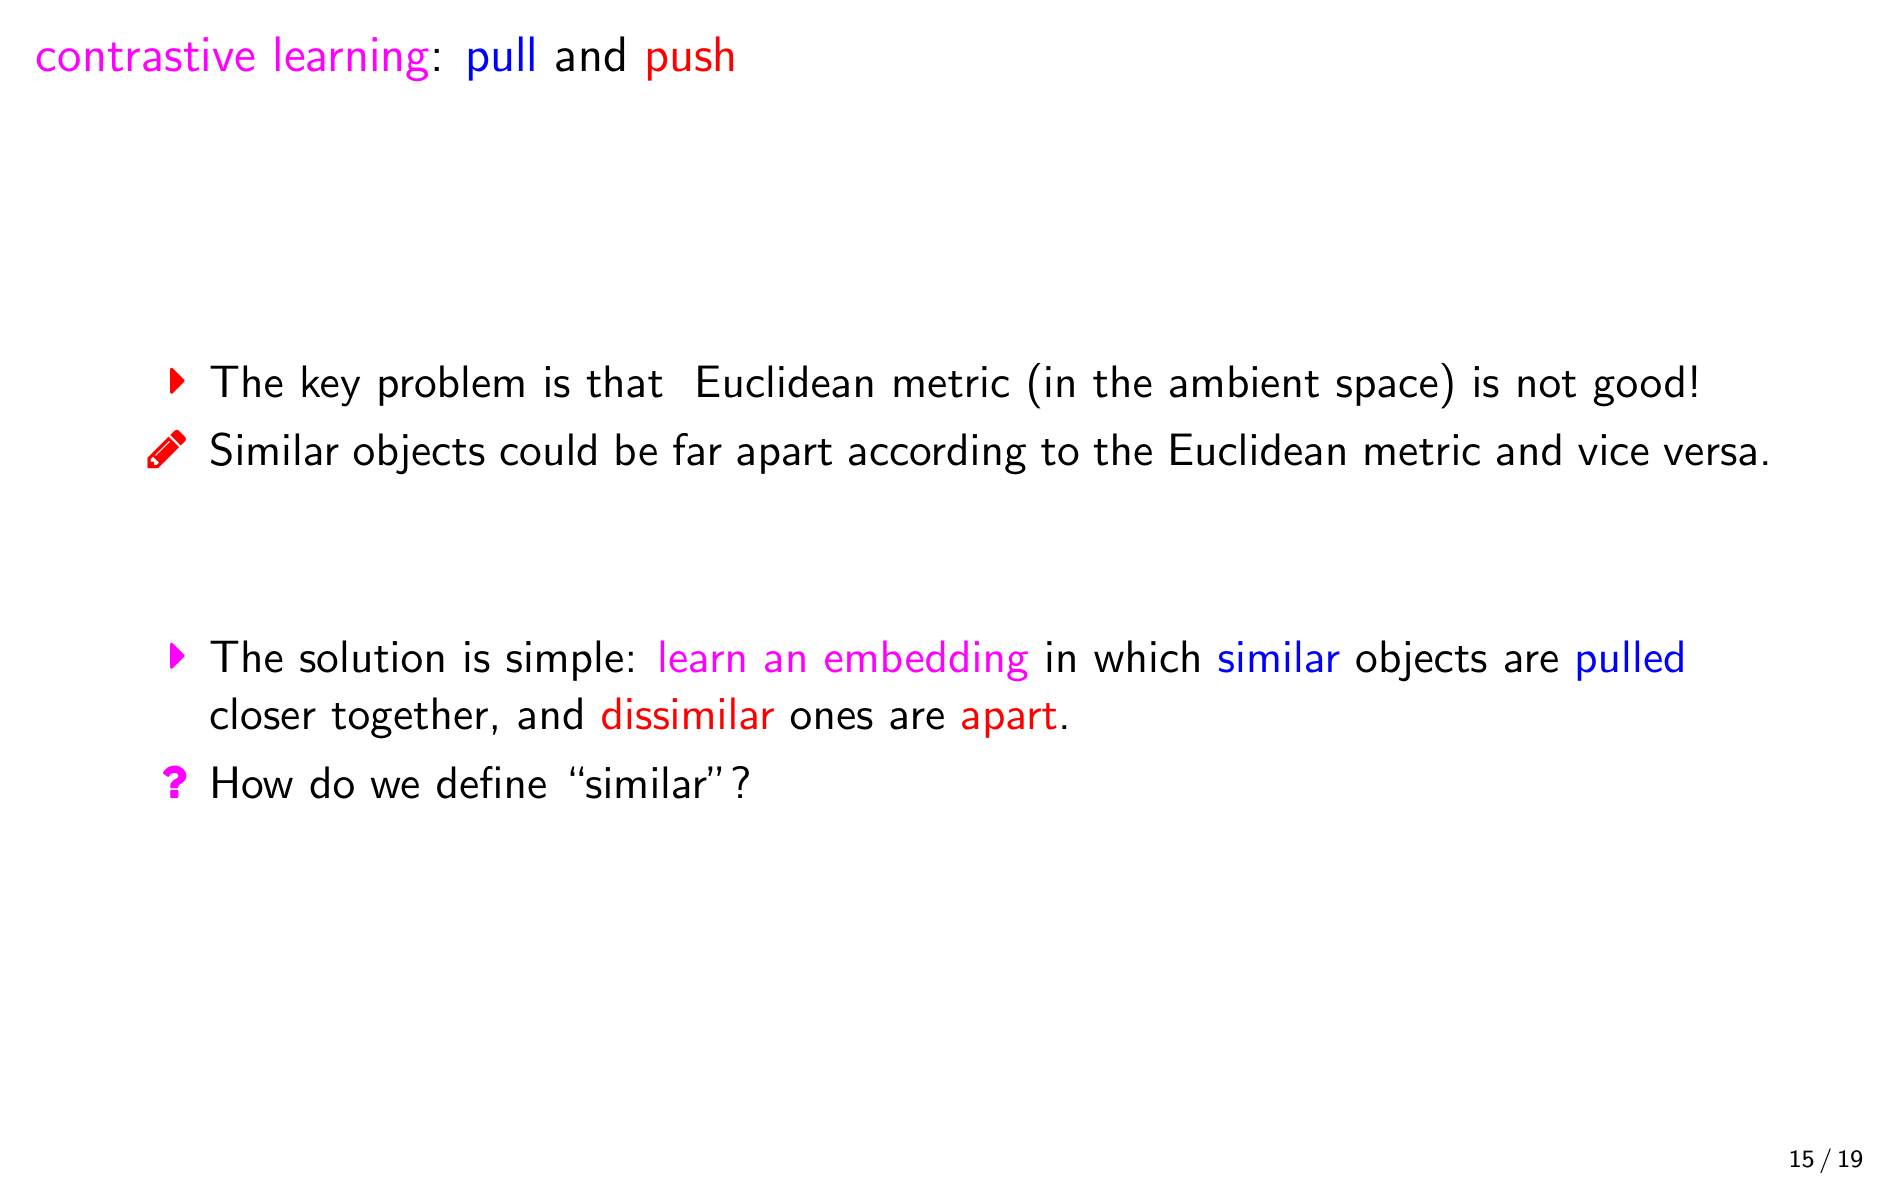 contrastive learning: pull and push
The key problem is that Euclidean metric (in the ambient space) is not good!
Similar objects could be far apart according to the Euclidean metric and vice versa.
The solution is simple: learn an embedding in which similar objects are pulled
closer together, and dissimilar ones are apart.
? How do we define “similar”?
15 / 19